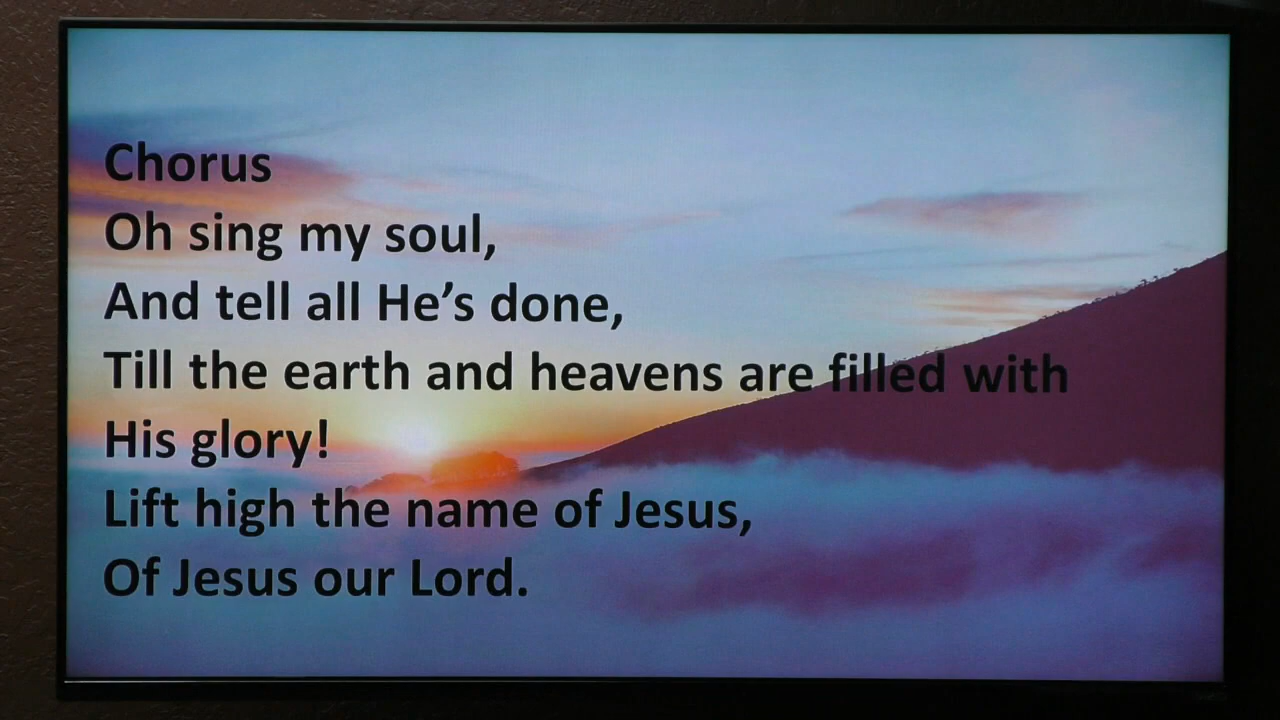 Chorus
Oh sing my soul,
And tell all He’s done,
Till the earth and heavens are filled with
His glory!
Lift high the name of Jesus,
Of Jesus our Lord.